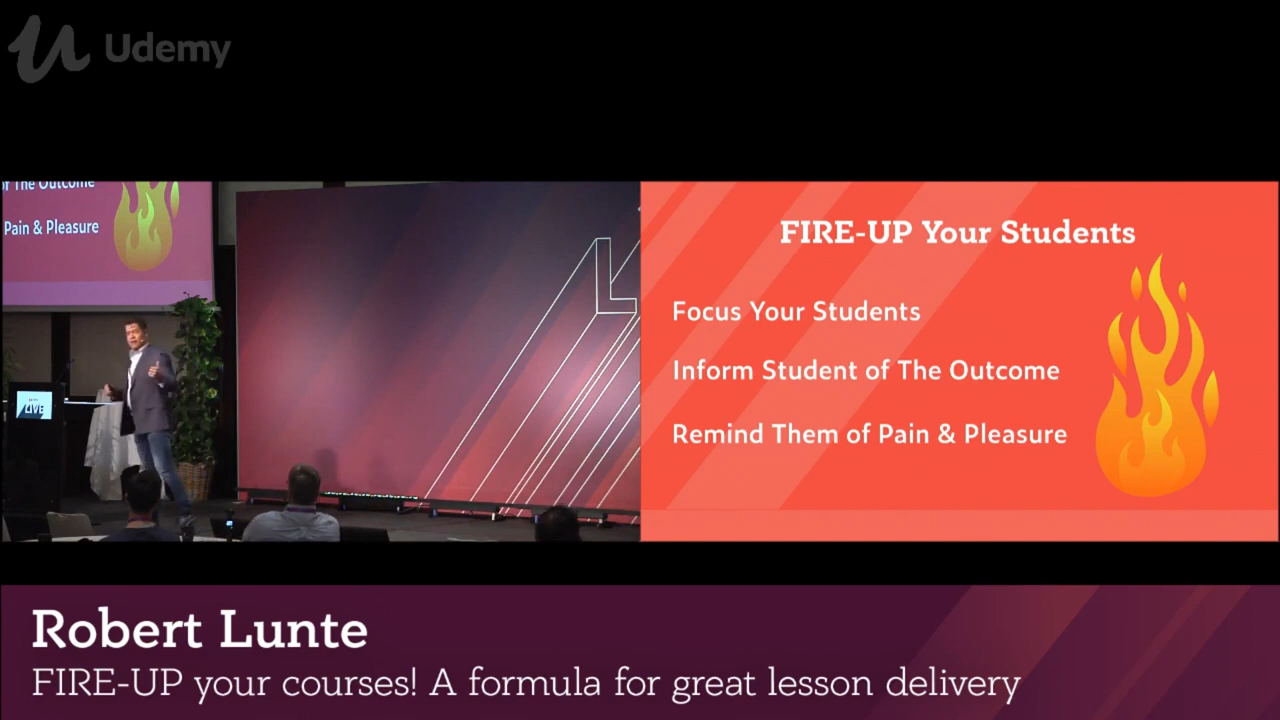 Udemy
of The Outcome
Pain & Pleasure
LIVE
FIRE-UP Your Students
Focus Your Students
Inform Student of The Outcome
Remind Them of Pain & Pleasure
Robert Lunte
FIRE-UP your courses! A formula for great lesson delivery